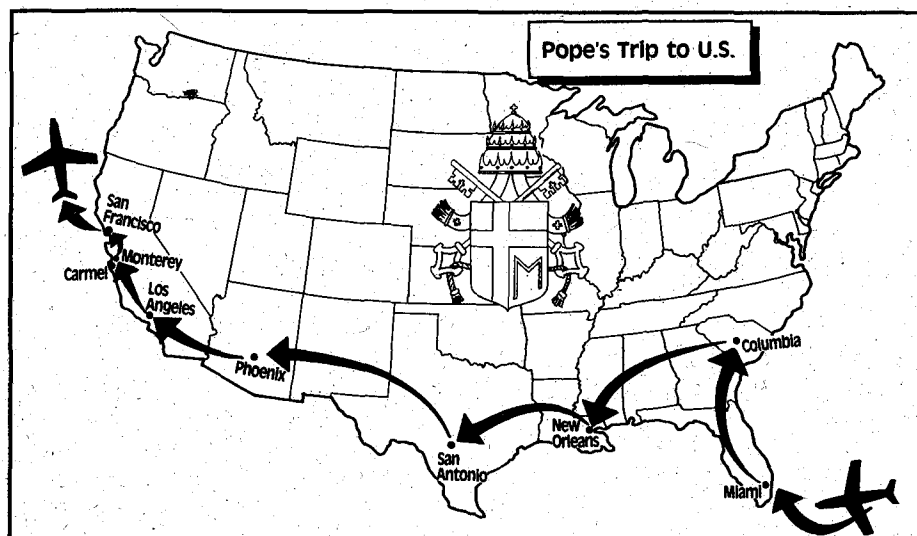 Pope's Trip to U.S.
San
Francisco
Monterey
Carmel
Los
Angeles
Phoenix
San
Antonio
New
Orleans
Columbia
Miami
M